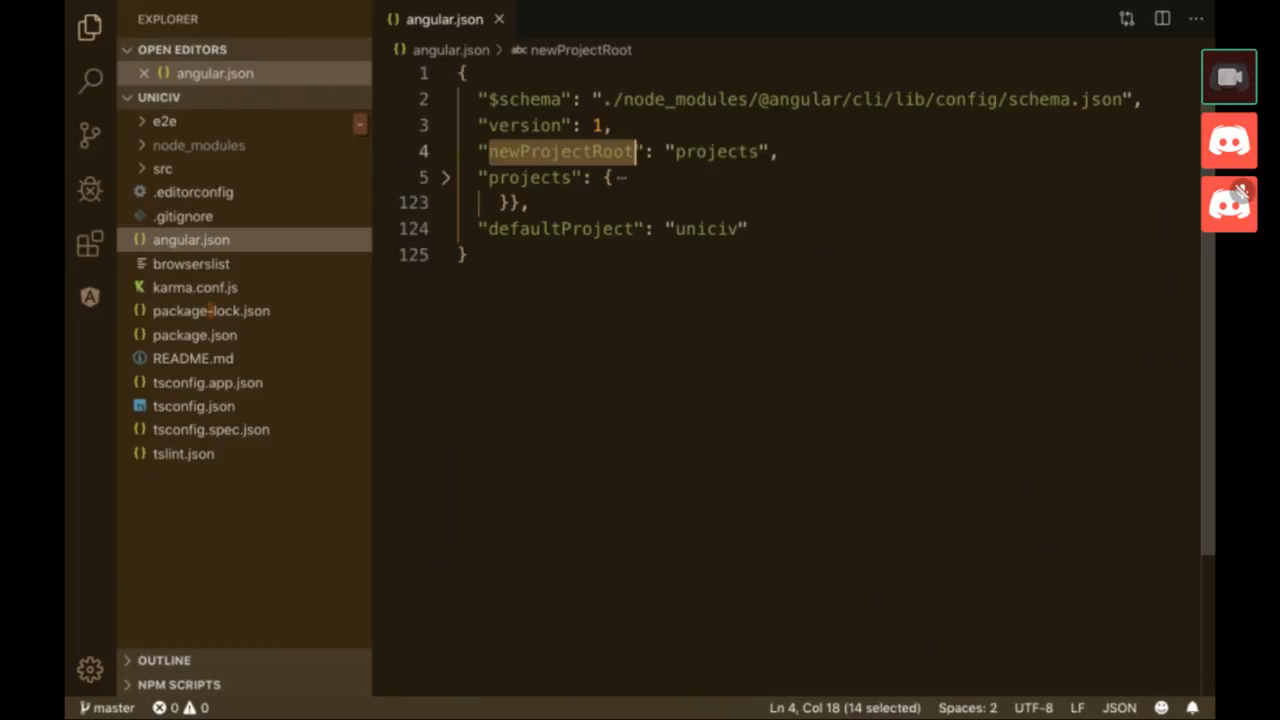 EXPLORER
OPEN EDITORS
angular.json
UNICIV
e2e
node_modules
src
.editorconfig
.gitignore
angular.json
browserslist
karma.conf.js
package-lock.json
package.json
README.md
tsconfig.app.json
tsconfig.json
tsconfig.spec.json
tslint.json
OUTLINE
NPM SCRIPTS
angular.json
angular.json > newProjectRoot
1 {
2 "$schema": "./node_modules/@angular/cli/lib/config/schema.json",
3 "version": 1,
4 "newProjectRoot": "projects",
5 "projects": {⋯
123 }},
124 "defaultProject": "uniciv"
125 }
master 0 0 Ln 4, Col 18 (14 selected) Spaces: 2 UTF-8 LF JSON